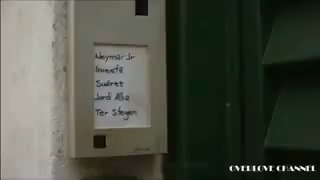 Neymar Jr
Iniesta
Suárez
Jordi Alba
Ter Stegen
OVERLOVE CHANNEL